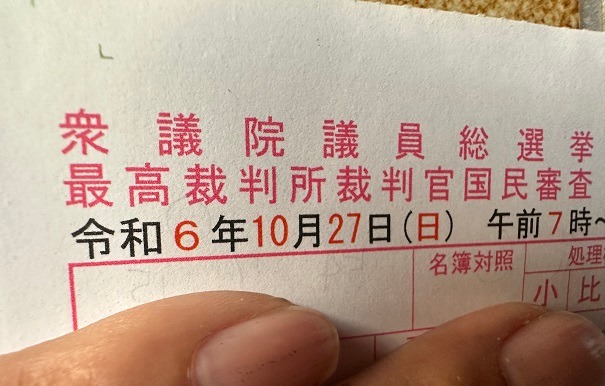 衆議院議員総選挙
最高裁判所裁判官国民審査
令和6年10月27日(日) 午前7時~
名簿対照 処理
小 比